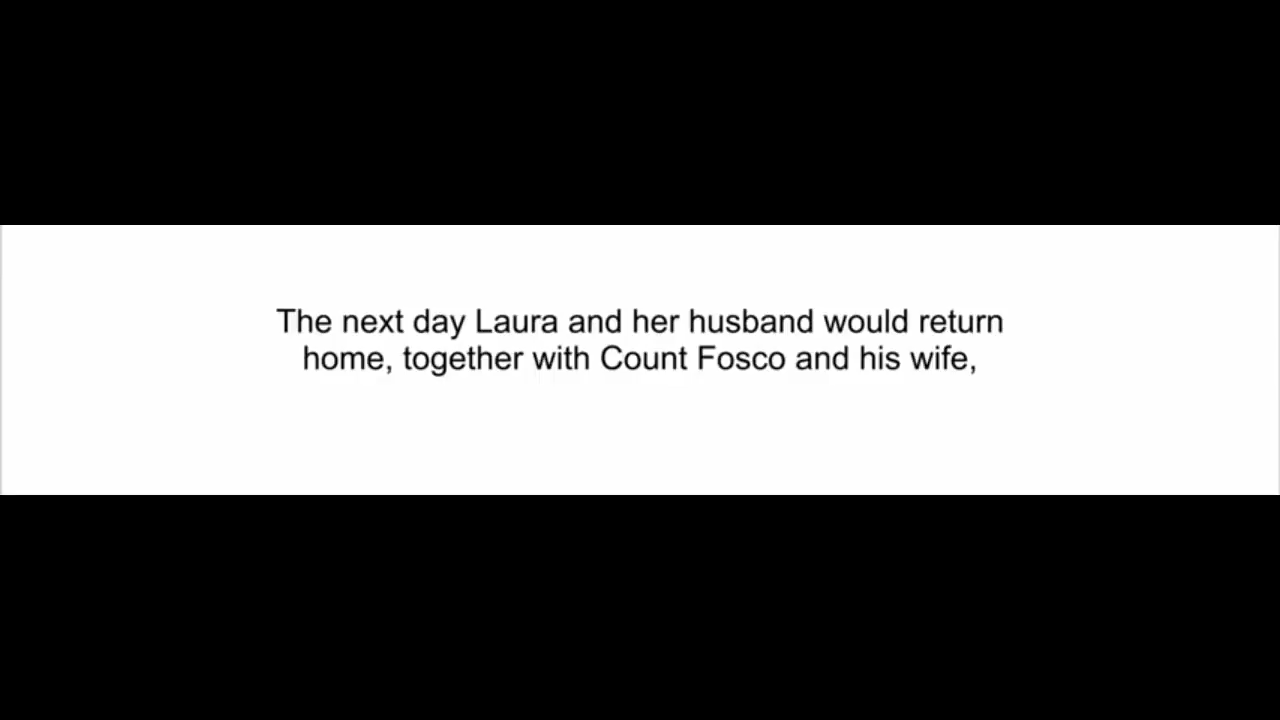 The next day Laura and her husband would return
home, together with Count Fosco and his wife,